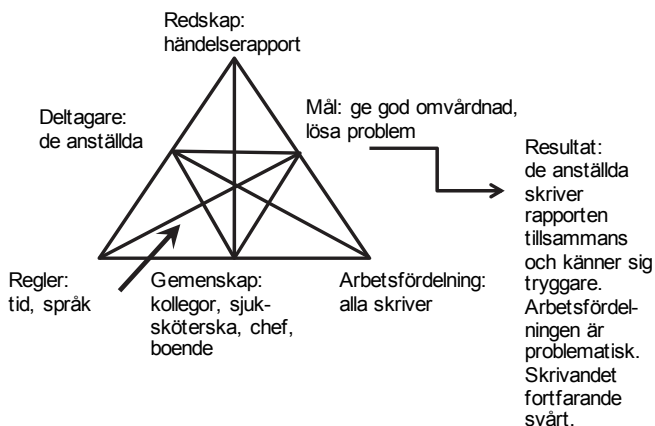 Redskap:
händelserapport
Deltagare:
de anställda
Mål: ge god omvårdnad,
lösa problem
Resultat:
de anställda
skriver
rapporten
tillsammans
och känner sig
tryggare.
Arbetsfördel-
ningen är
problematisk.
Skrivandet
fortfarande
svårt.
Regler:
tid, språk
Gemenskap:
kollegor, sjuk-
sköterska, chef,
boende
Arbetsfördelning:
alla skriver